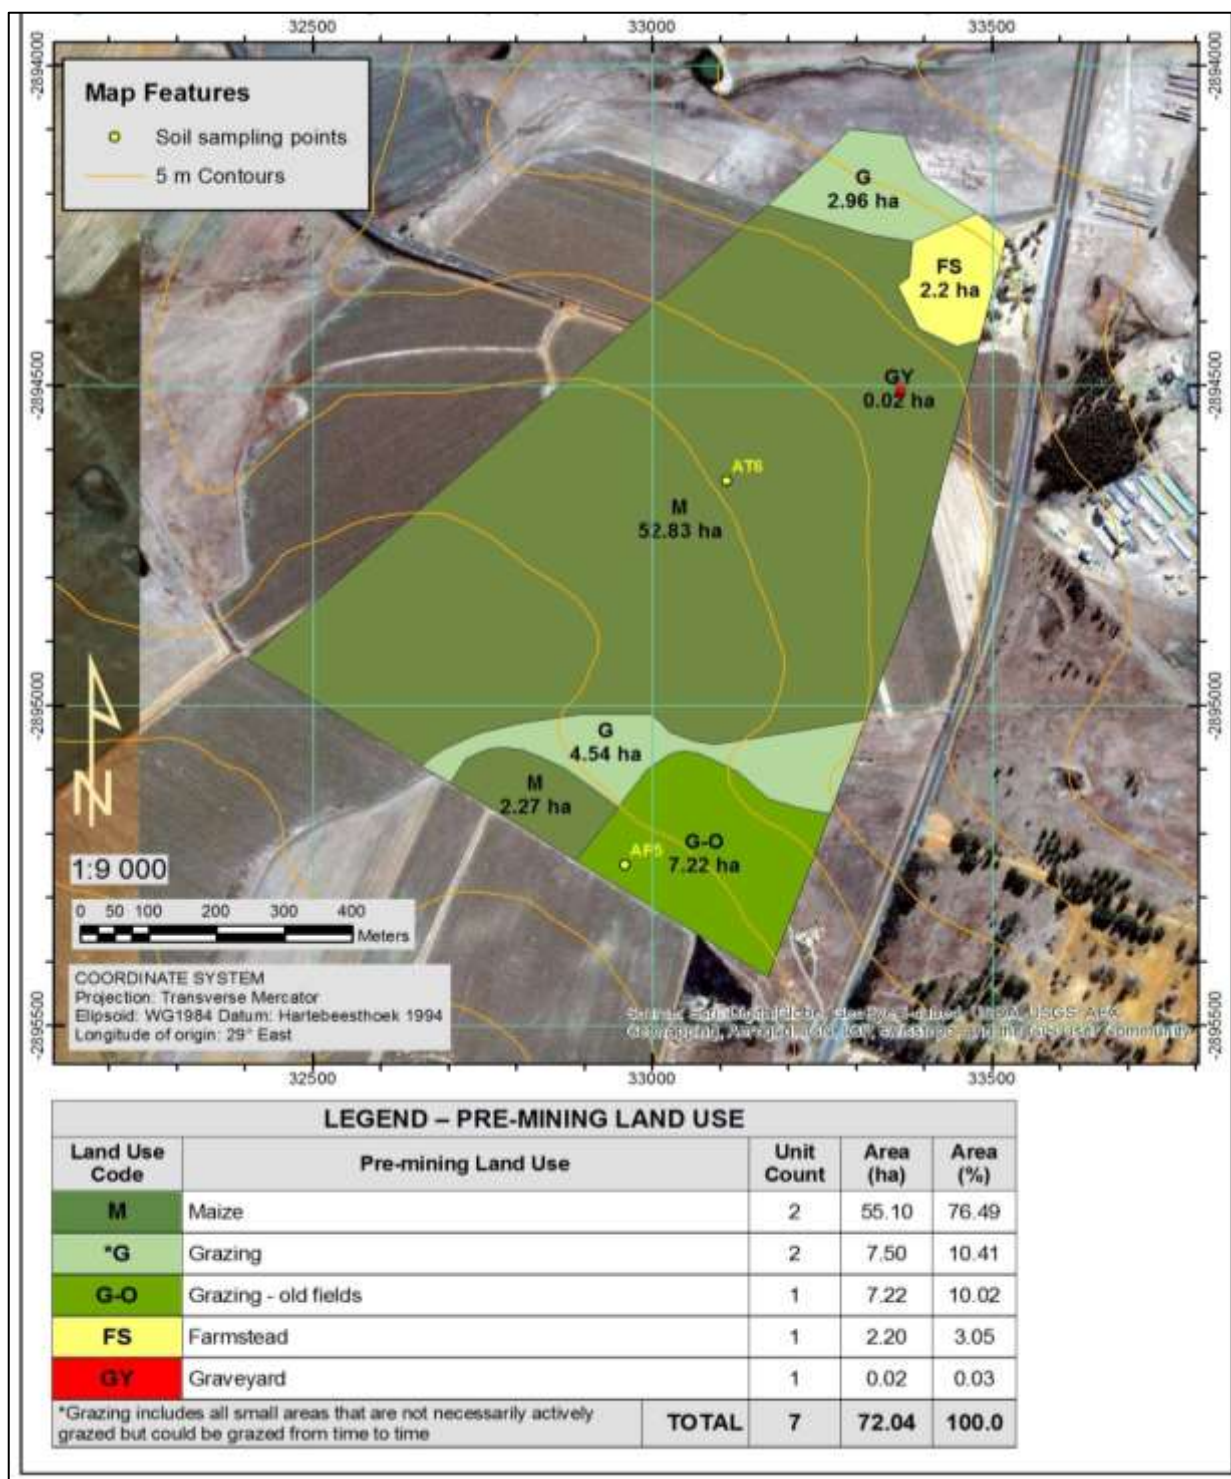 32500 33000 33500
-2894000
-2894000
Map Features
Soil sampling points
5 m Contours
G
2.96 ha
FS
2.2 ha
-2894500
-2894500
GY
0.02 ha
AT6
M
52.83 ha
-2895000
-2895000
G
4.54 ha
M
2.27 ha
G-O
7.22 ha
N
1:9 000
0 50 100 200 300 400
Meters
COORDINATE SYSTEM
Projection: Transverse Mercator
Elipsoid: WG1984 Datum: Hartebeesthoek 1994
Longitude of origin: 29° East
-2895500
-2895500
32500 33000 33500
LEGEND – PRE-MINING LAND USE
Land Use Code Pre-mining Land Use Unit Count Area (ha) Area (%)
M Maize 2 55.10 76.49
*G Grazing 2 7.50 10.41
G-O Grazing - old fields 1 7.22 10.02
FS Farmstead 1 2.20 3.05
GY Graveyard 1 0.02 0.03
*Grazing includes all small areas that are not necessarily actively
grazed but could be grazed from time to time
TOTAL 7 72.04 100.0